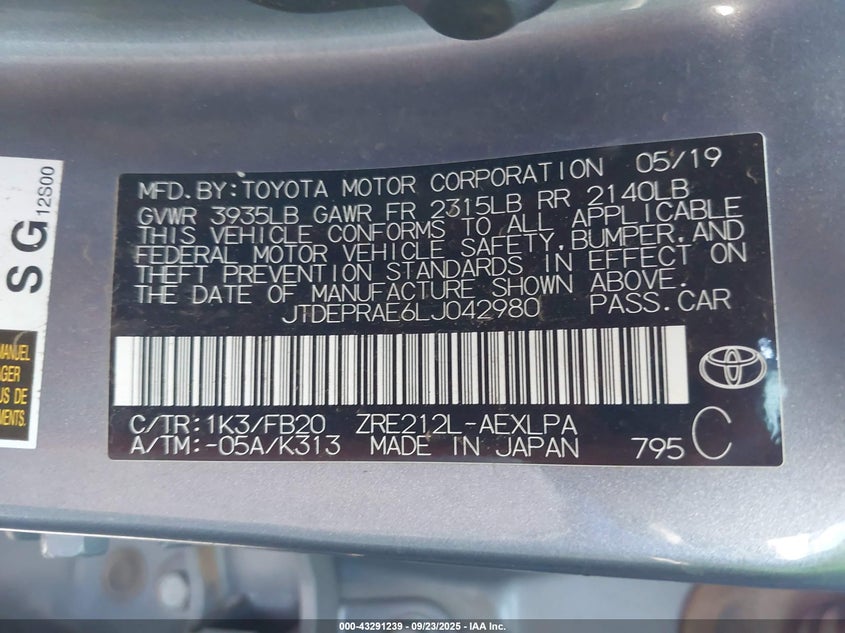 SG 12S00
MANUEL
GER
US DE
MENTS.
MFD.BY:TOYOTA MOTOR CORPORATION 05/19
GVWR 3935LB GAWR FR 2315LB RR 2140LB
THIS VEHICLE CONFORMS TO ALL APPLICABLE
FEDERAL MOTOR VEHICLE SAFETY,BUMPER,AND
THEFT PREVENTION STANDARDS IN EFFECT ON
THE DATE OF MANUFACTURE SHOWN ABOVE.
JTDEPRAE6LJ042980 PASS.CAR
C/TR:1K3/FB20 ZRE212L-AEXLPA
A/TM:-05A/K313 MADE IN JAPAN 795 C
000-43291239 - 09/23/2025 - IAA Inc.